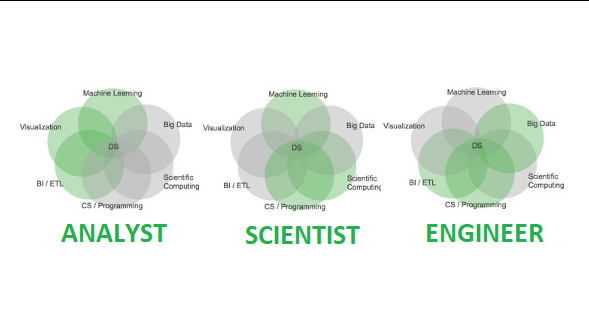 Machine Learning
Visualization
Big Data
DS
BI / ETL
Scientific
Computing
CS / Programming
ANALYST
Machine Learning
Visualization
Big Data
DS
BI / ETL
Scientific
Computing
CS / Programming
SCIENTIST
Machine Learning
Visualization
Big Data
DS
BI / ETL
Scientific
Computing
CS / Programming
ENGINEER